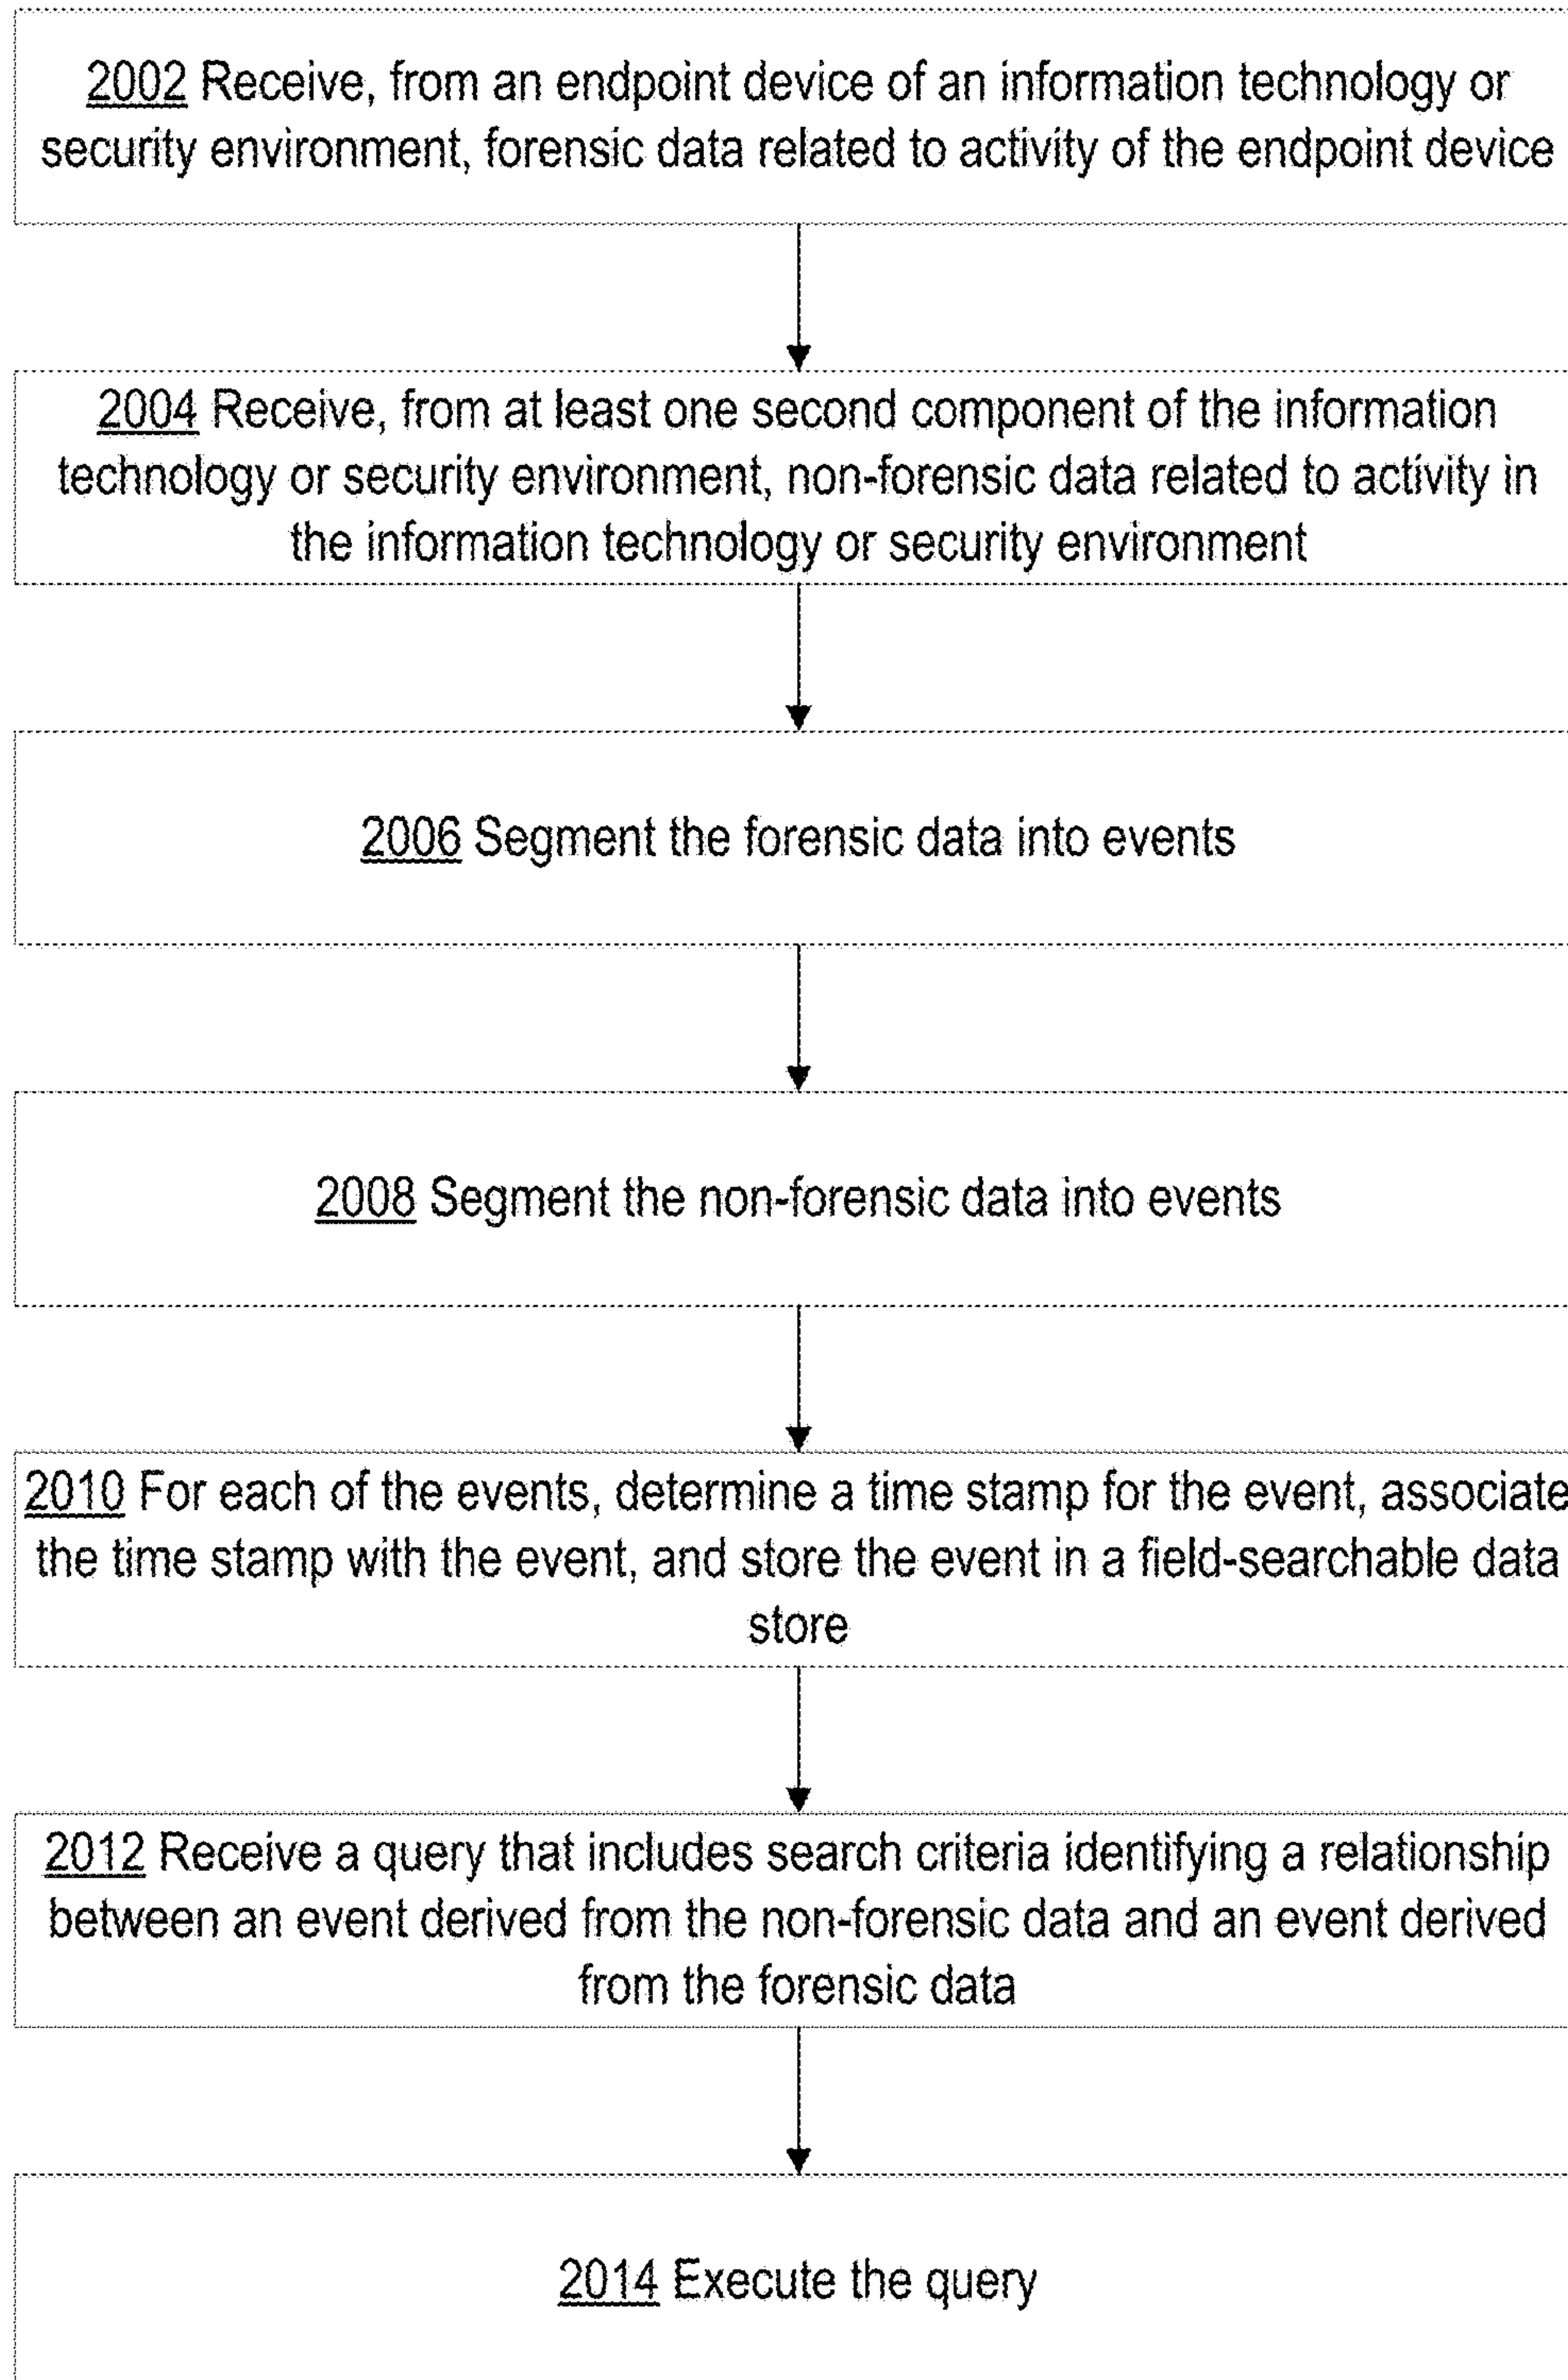 2002 Receive, from an endpoint device of an information technology or
security environment, forensic data related to activity of the endpoint device
2004 Receive, from at least one second component of the information
technology or security environment, non-forensic data related to activity in
the information technology or security environment
2006 Segment the forensic data into events
2008 Segment the non-forensic data into events
2010 For each of the events, determine a time stamp for the event, associate
the time stamp with the event, and store the event in a field-searchable data
store
2012 Receive a query that includes search criteria identifying a relationship
between an event derived from the non-forensic data and an event derived
from the forensic data
2014 Execute the query